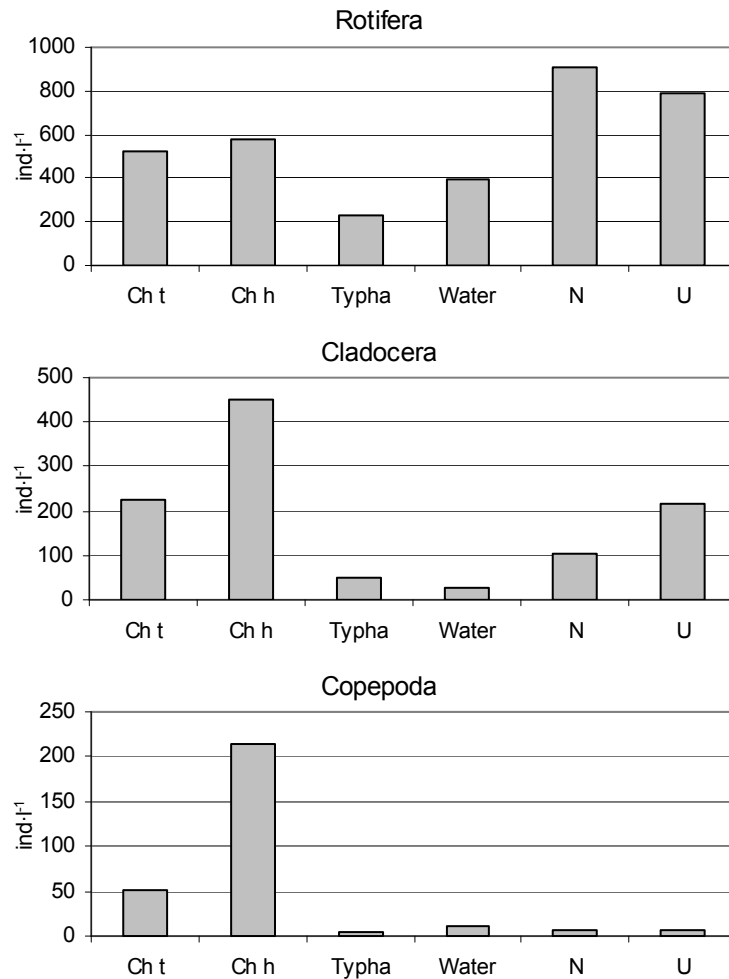 Rotifera
1000
800
600
400
200
0
ind·l⁻¹
Ch t Ch h Typha Water N U
Cladocera
500
400
300
200
100
0
ind·l⁻¹
Ch t Ch h Typha Water N U
Copepoda
250
200
150
100
50
0
ind·l⁻¹
Ch t Ch h Typha Water N U